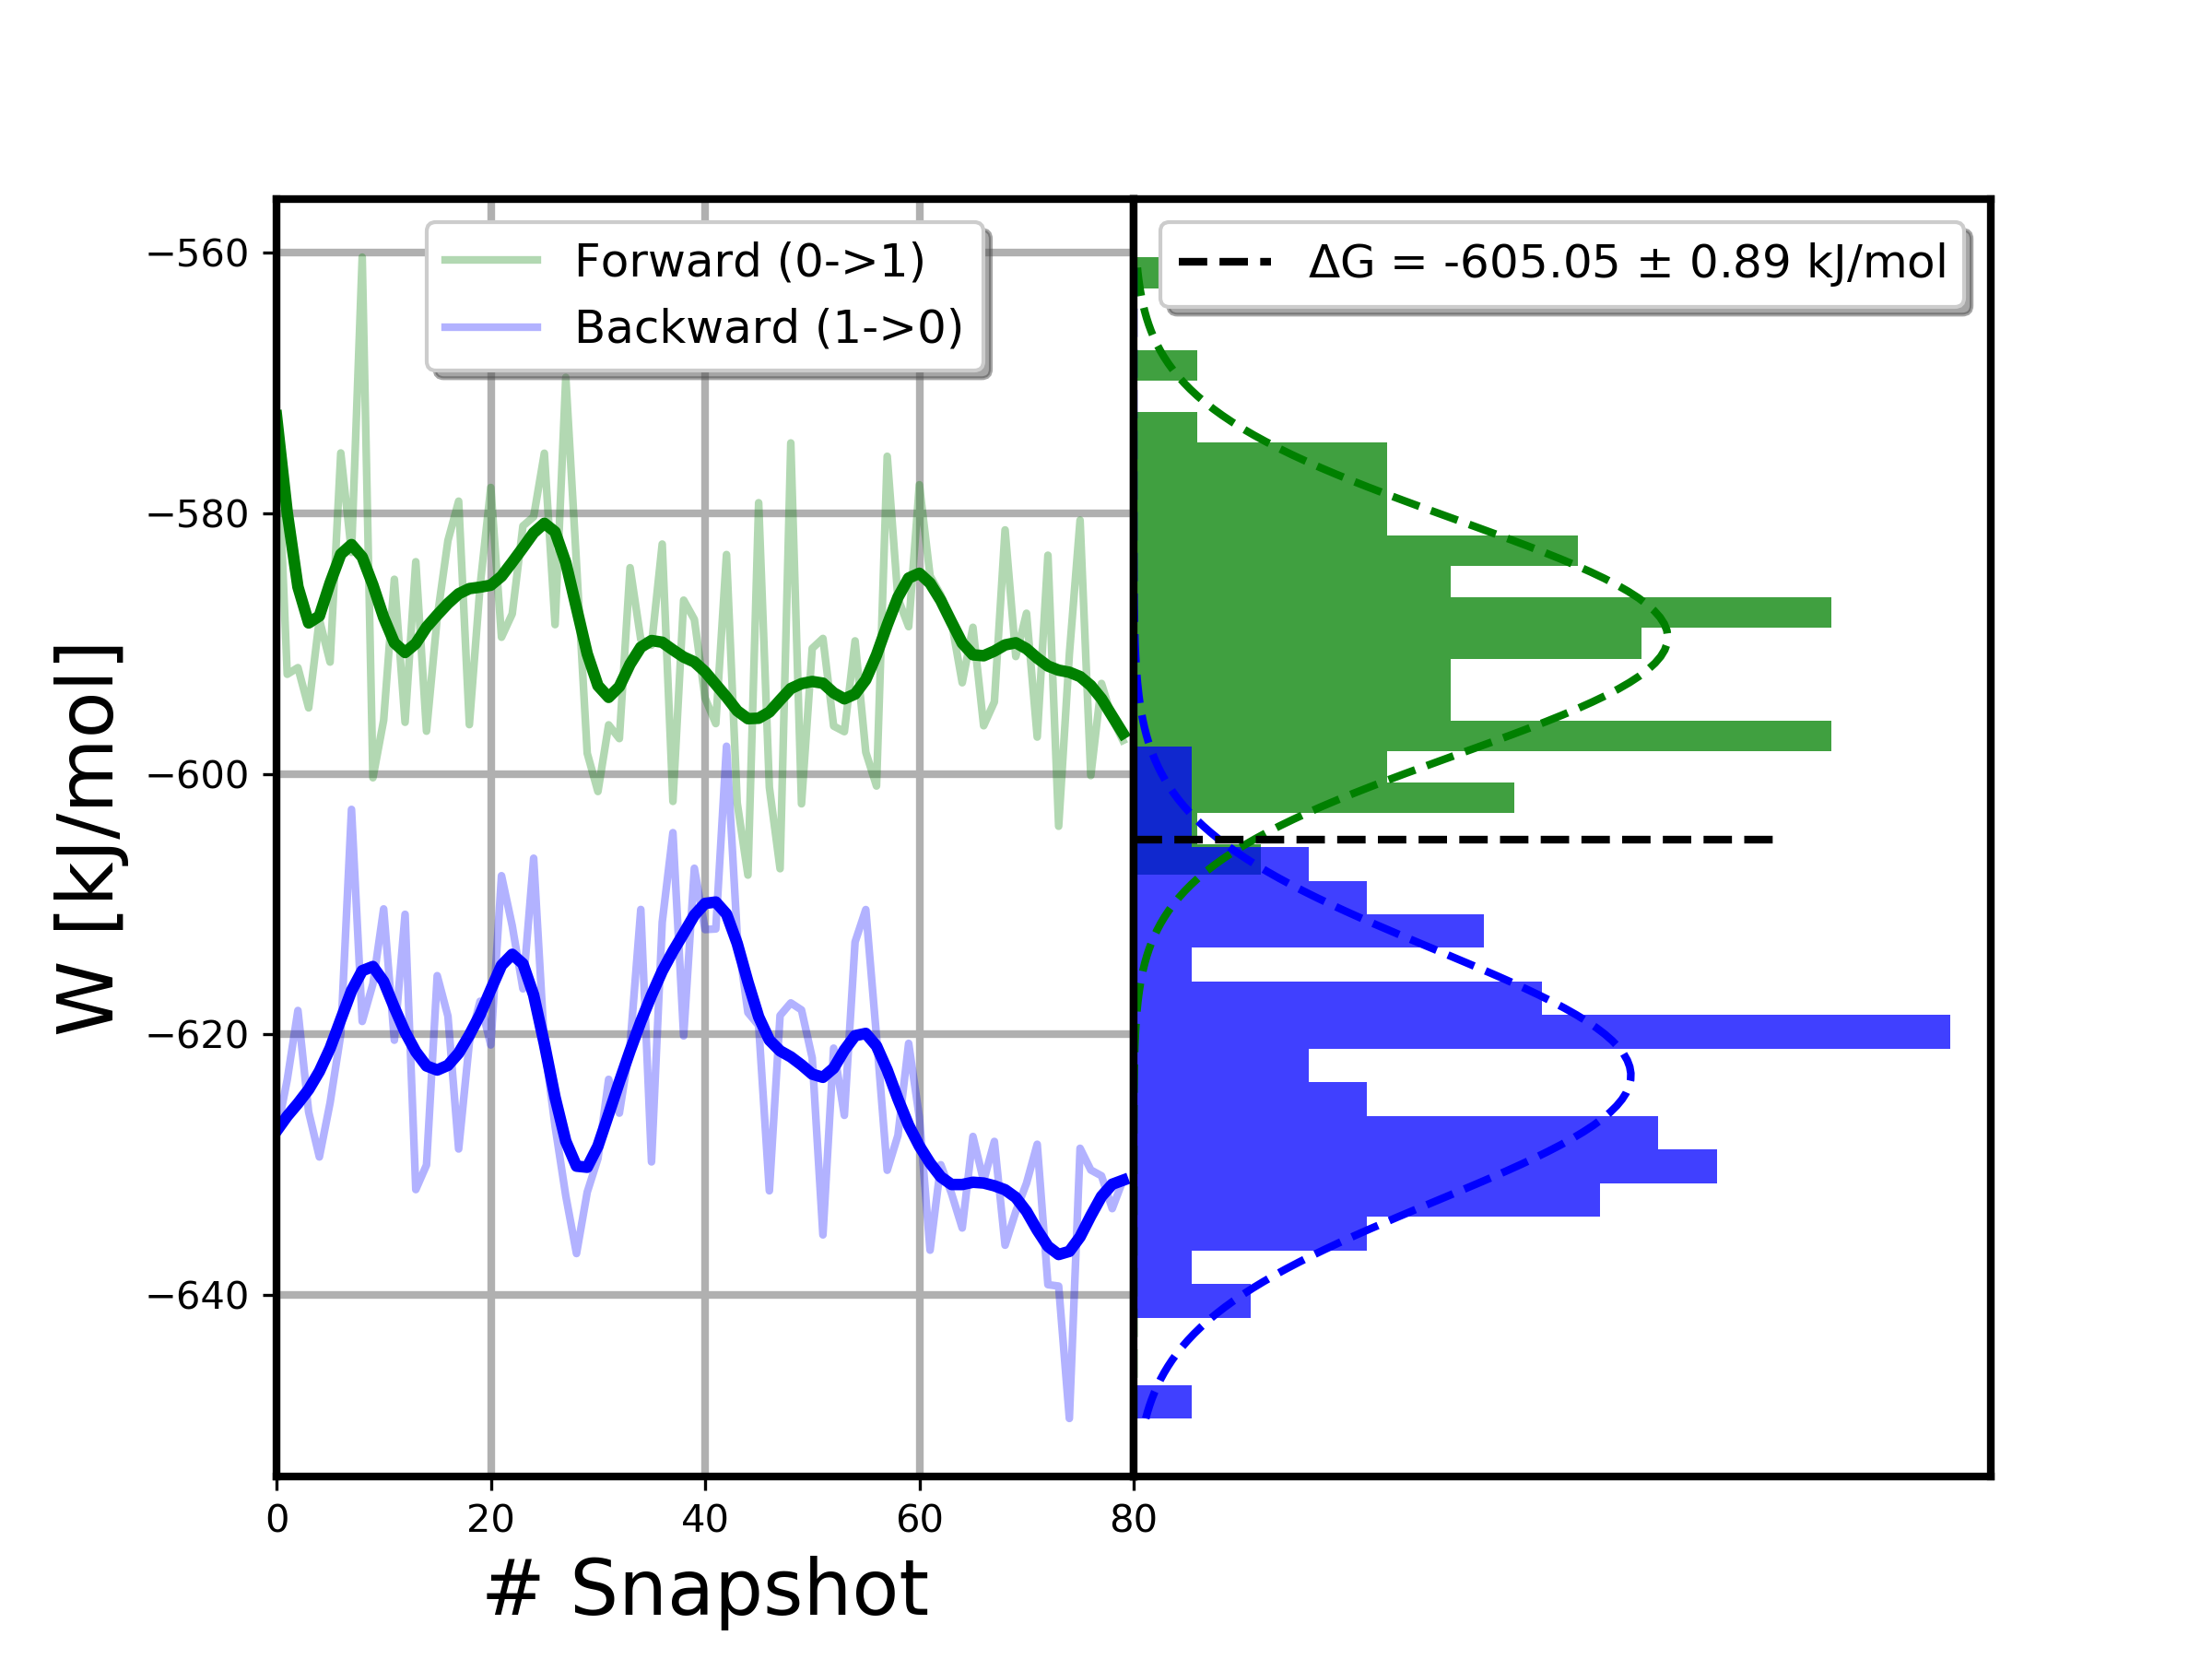 Forward (0->1)
Backward (1->0)
ΔG = -605.05 ± 0.89 kJ/mol
W [kJ/mol]
−560
−580
−600
−620
−640
0
20
40
60
80
# Snapshot